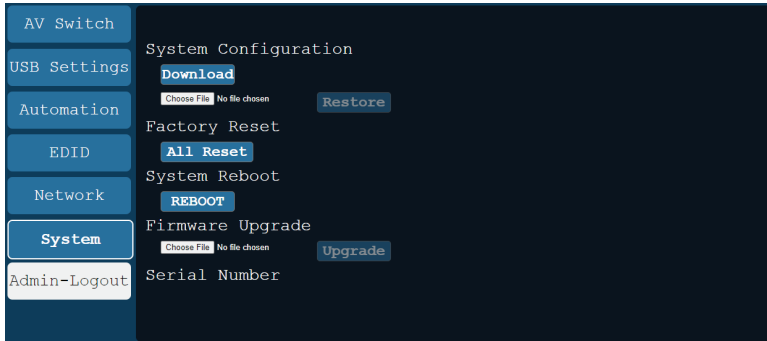 AV Switch
USB Settings
Automation
EDID
Network
System
Admin-Logout
System Configuration
Download
Choose File No file chosen Restore
Factory Reset
All Reset
System Reboot
REBOOT
Firmware Upgrade
Choose File No file chosen Upgrade
Serial Number